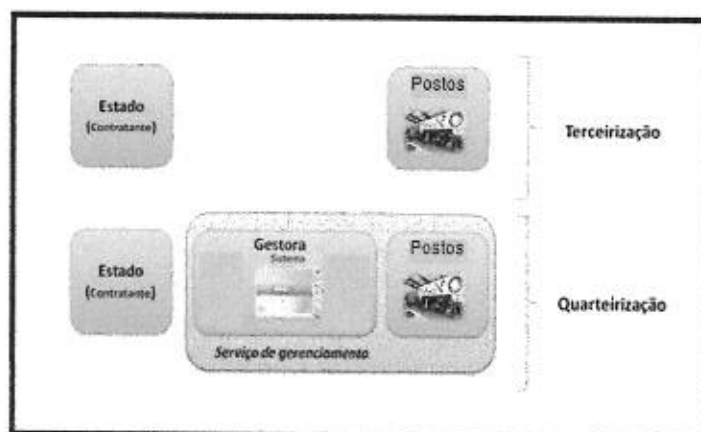 Estado
(Contratante)
Postos
Terceirização
Estado
(Contratante)
Gestora
Sistema
Postos
Serviço de gerenciamento
Quarteirização